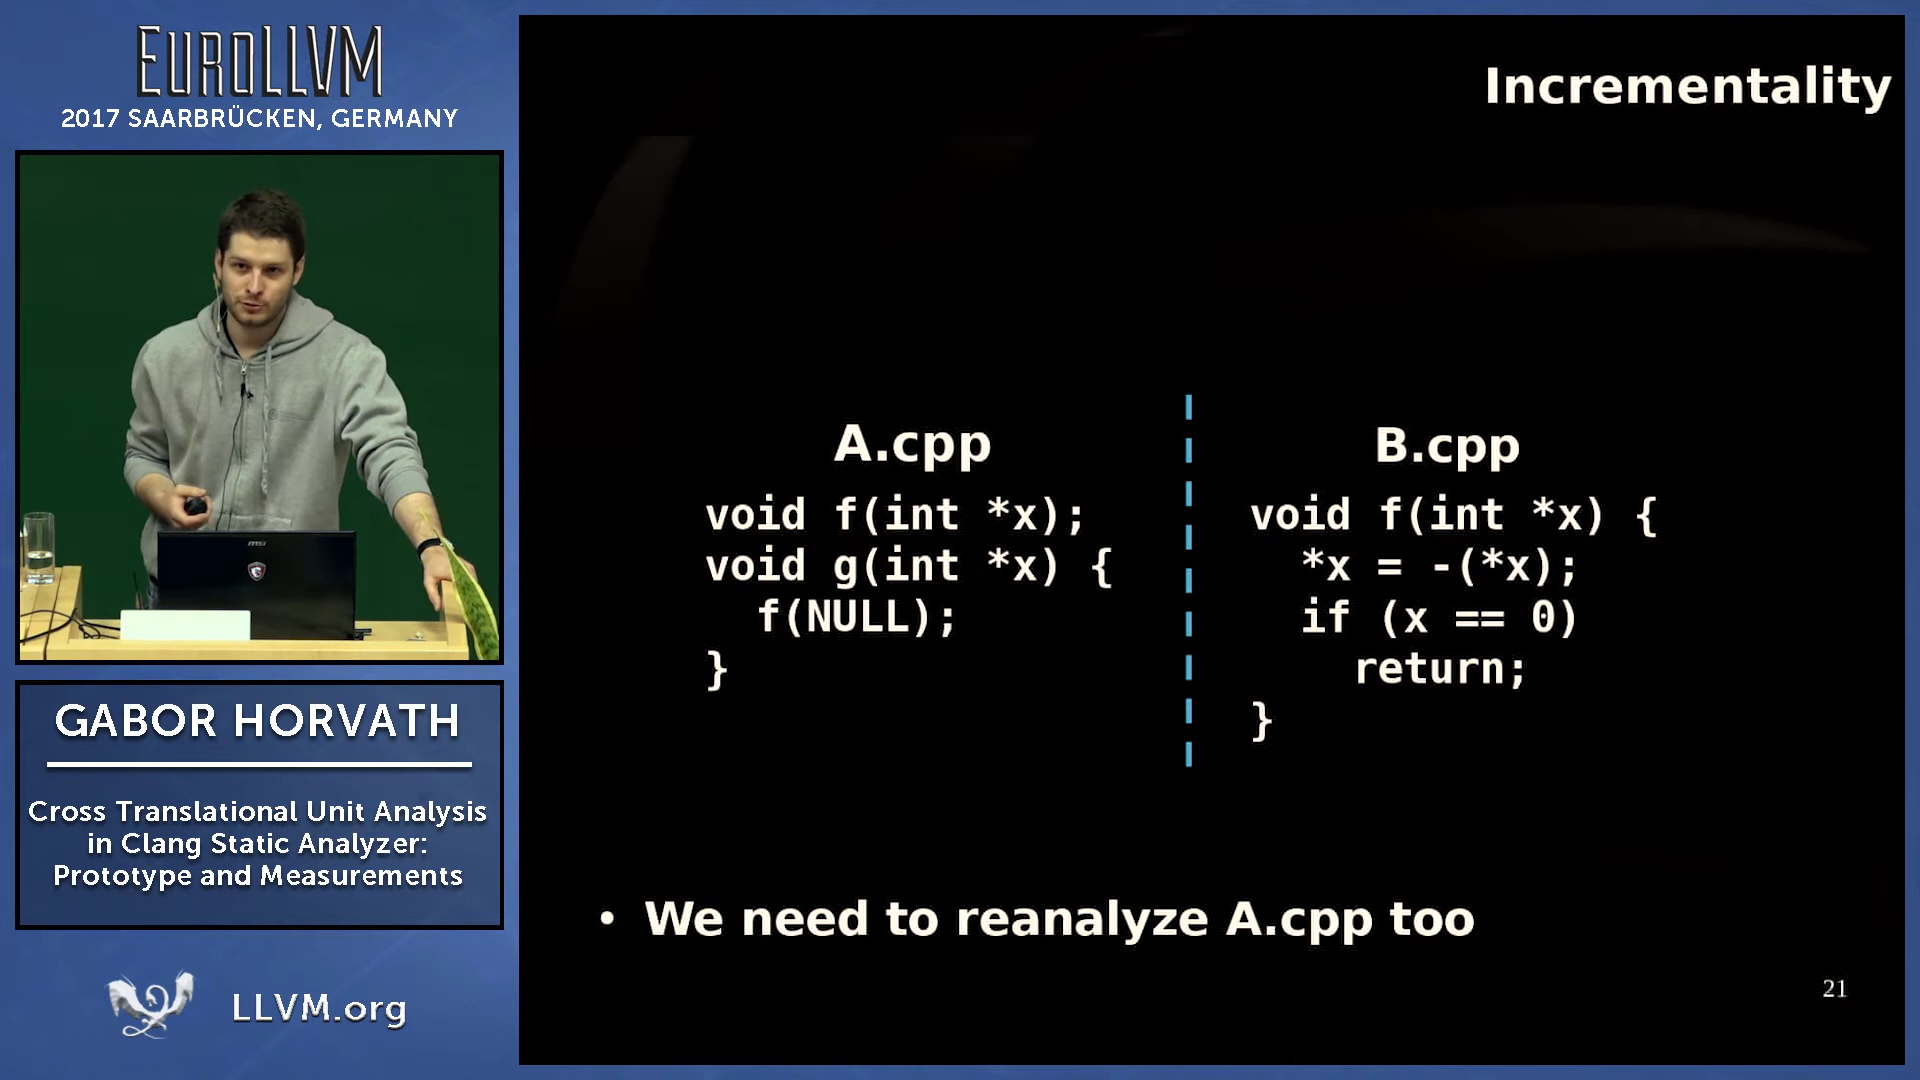 EUROLLVM
2017 SAARBRÜCKEN, GERMANY
msi
GABOR HORVATH
Cross Translational Unit Analysis
in Clang Static Analyzer:
Prototype and Measurements
LLVM.org
Incrementality
A.cpp
void f(int *x);
void g(int *x) {
f(NULL);
}
B.cpp
void f(int *x) {
*x = -(*x);
if (x == 0)
return;
}
• We need to reanalyze A.cpp too
21